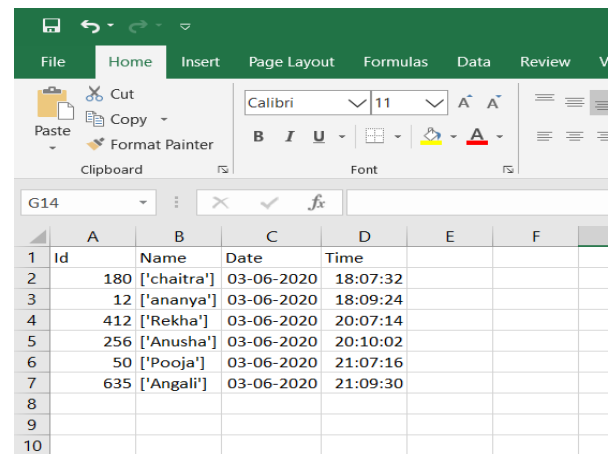 File Home Insert Page Layout Formulas Data Review V
Cut
Copy
Paste
Format Painter
Calibri 11 A A
B I U A
Clipboard Font
G14 fx
A B C D E F
1 Id Name Date Time
2 180 ['chaitra'] 03-06-2020 18:07:32
3 12 ['ananya'] 03-06-2020 18:09:24
4 412 ['Rekha'] 03-06-2020 20:07:14
5 256 ['Anusha'] 03-06-2020 20:10:02
6 50 ['Pooja'] 03-06-2020 21:07:16
7 635 ['Angali'] 03-06-2020 21:09:30
8
9
10